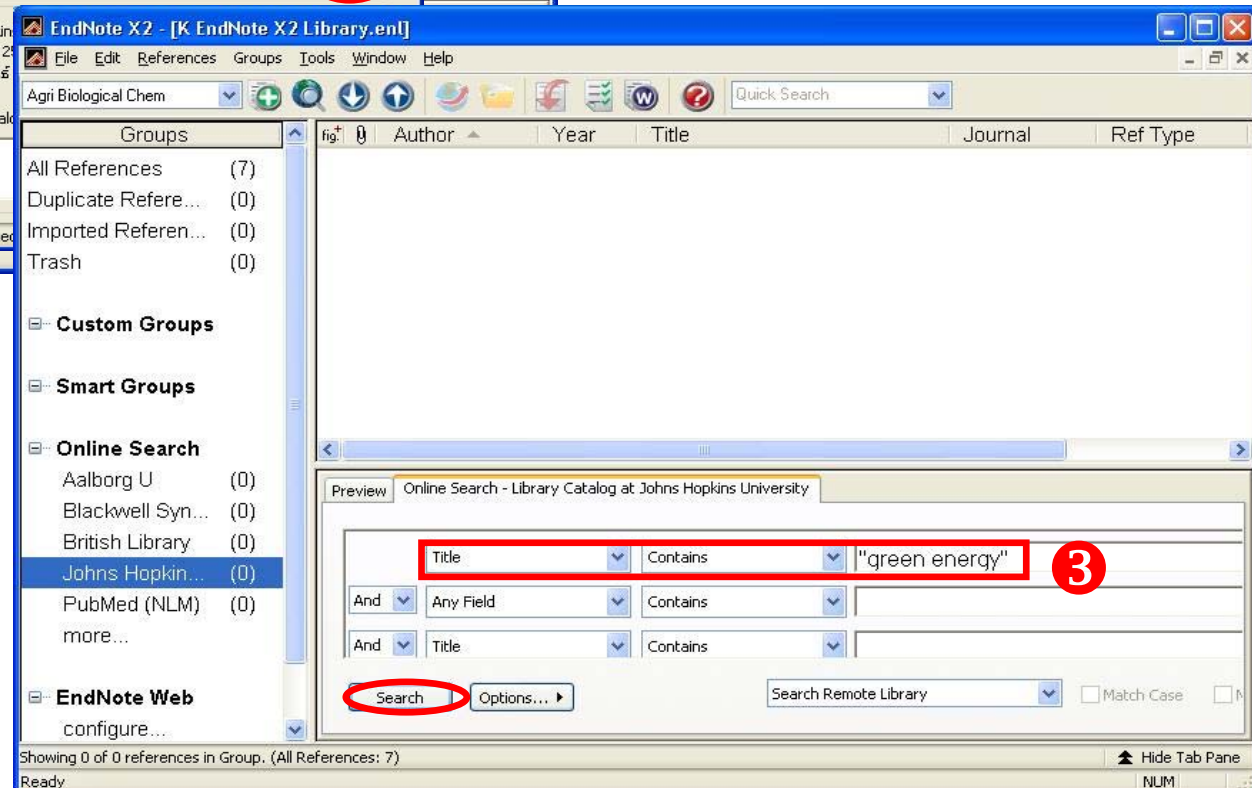 EndNote X2 - [K EndNote X2 Library.enl]
File Edit References Groups Tools Window Help
Agri Biological Chem Quick Search
Groups
All References (7)
Duplicate Refere... (0)
Imported Referen... (0)
Trash (0)
Custom Groups
Smart Groups
Online Search
Aalborg U (0)
Blackwell Syn... (0)
British Library (0)
Johns Hopkin... (0)
PubMed (NLM) (0)
more...
EndNote Web
configure...
fig. Author Year Title Journal Ref Type
Preview Online Search - Library Catalog at Johns Hopkins University
Title Contains "green energy" 3
And Any Field Contains
And Title Contains
Search Options... Search Remote Library Match Case
Showing 0 of 0 references in Group. (All References: 7) Hide Tab Pane
Ready NUM